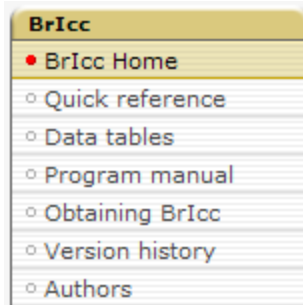 BrIcc
BrIcc Home
Quick reference
Data tables
Program manual
Obtaining BrIcc
Version history
Authors